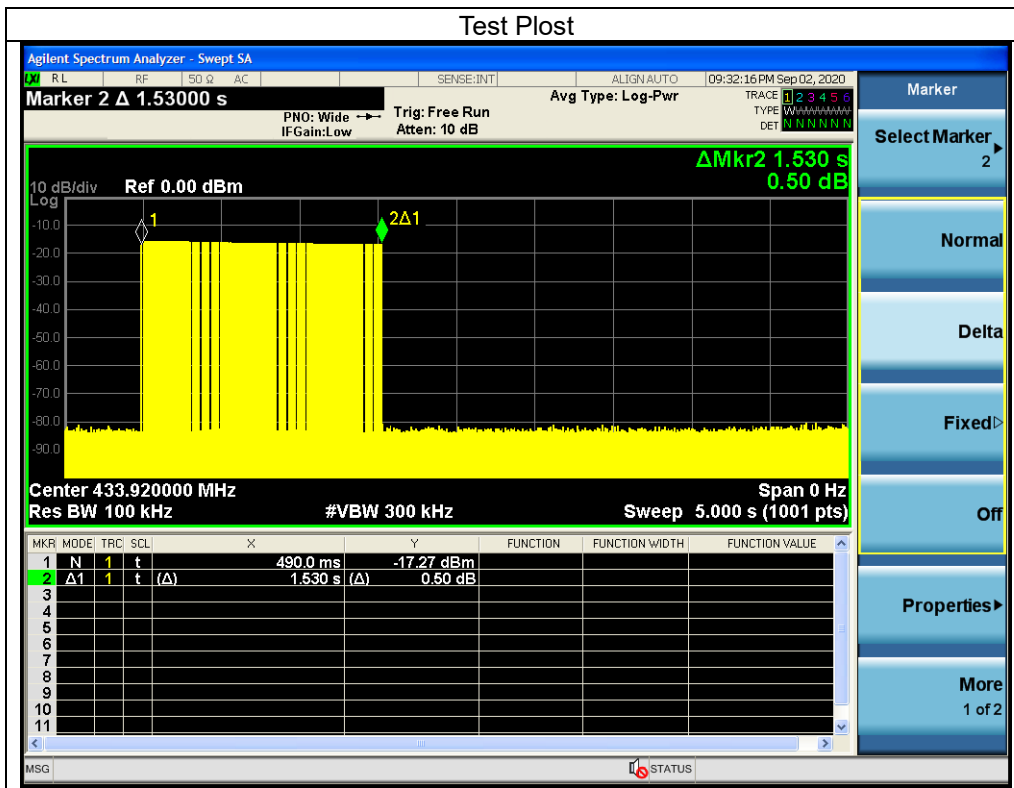 Test Plost
Agilent Spectrum Analyzer - Swept SA
LXI RL RF 50 Ω AC SENSE:INT ALIGN AUTO 09:32:16 PM Sep 02, 2020
Marker 2 Δ 1.53000 s
PNO: Wide
IFGain:Low
Trig: Free Run
Atten: 10 dB
Avg Type: Log-Pwr
TRACE 1 2 3 4 5 6
TYPE WWWWWW
DET N N N N N N
ΔMkr2 1.530 s
0.50 dB
10 dB/div Ref 0.00 dBm
Log
1
2Δ1
-10.0
-20.0
-30.0
-40.0
-50.0
-60.0
-70.0
-80.0
-90.0
Center 433.920000 MHz Span 0 Hz
Res BW 100 kHz #VBW 300 kHz Sweep 5.000 s (1001 pts)
MKR MODE TRC SCL X Y FUNCTION FUNCTION WIDTH FUNCTION VALUE
1 N 1 t 490.0 ms -17.27 dBm
2 Δ1 1 t (Δ) 1.530 s (Δ) 0.50 dB
3
4
5
6
7
8
9
10
11
MSG STATUS
Marker
Select Marker
2
Normal
Delta
Fixed
Off
Properties
More
1 of 2